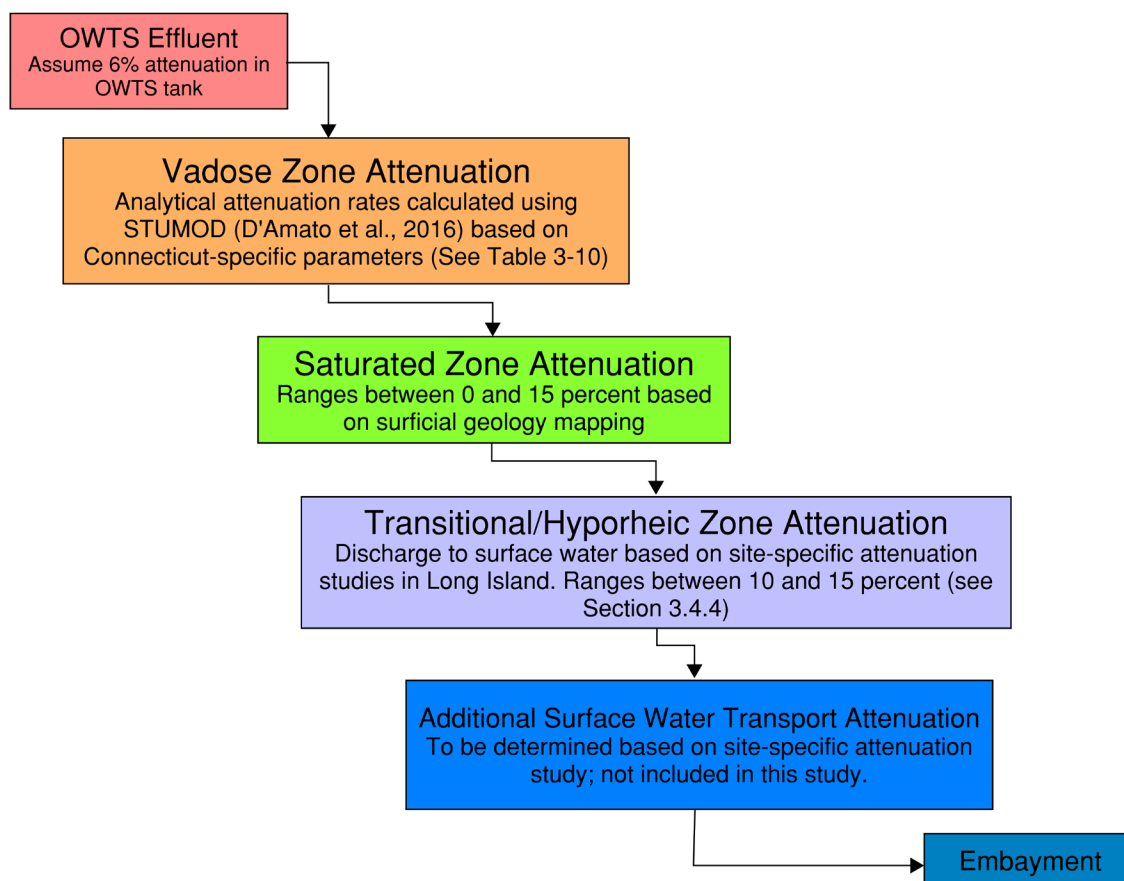 OWTS Effluent
Assume 6% attenuation in
OWTS tank
Vadose Zone Attenuation
Analytical attenuation rates calculated using
STUMOD (D'Amato et al., 2016) based on
Connecticut-specific parameters (See Table 3-10)
Saturated Zone Attenuation
Ranges between 0 and 15 percent based
on surficial geology mapping
Transitional/Hyporheic Zone Attenuation
Discharge to surface water based on site-specific attenuation
studies in Long Island. Ranges between 10 and 15 percent (see
Section 3.4.4)
Additional Surface Water Transport Attenuation
To be determined based on site-specific attenuation
study; not included in this study.
Embayment